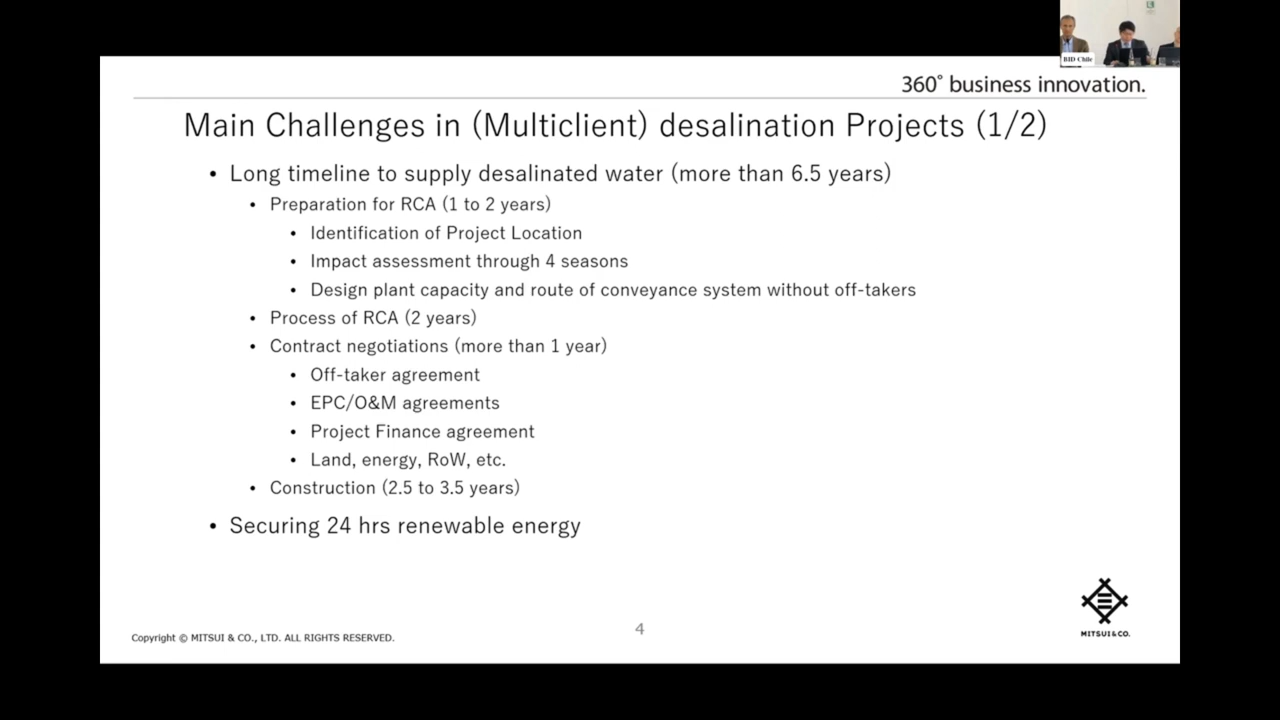 BID Chile
360° business innovation.
Main Challenges in (Multiclient) desalination Projects (1/2)
• Long timeline to supply desalinated water (more than 6.5 years)
• Preparation for RCA (1 to 2 years)
• Identification of Project Location
• Impact assessment through 4 seasons
• Design plant capacity and route of conveyance system without off-takers
• Process of RCA (2 years)
• Contract negotiations (more than 1 year)
• Off-taker agreement
• EPC/O&M agreements
• Project Finance agreement
• Land, energy, RoW, etc.
• Construction (2.5 to 3.5 years)
• Securing 24 hrs renewable energy
MITSUI & CO.
Copyright © MITSUI & CO., LTD. ALL RIGHTS RESERVED.
4